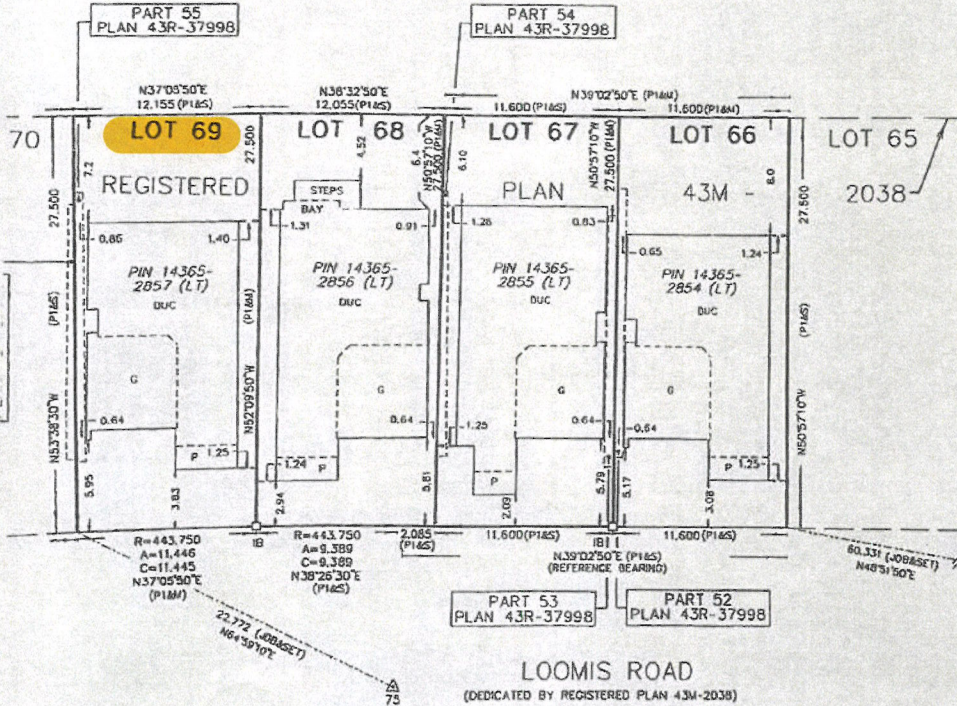 PART 55
PLAN 43R-37998
PART 54
PLAN 43R-37998
N37°05'50"E
12.155 (P1&S)
N38°32'50"E
12.055 (P1&S)
N39°02'50"E (P1&M)
11.600 (P1&S)
11.600 (P1&M)
70
LOT 69
LOT 68
LOT 67
LOT 66
LOT 65
REGISTERED
PLAN
43M -
2038
27.500
7.2
27.500
4.52
6.4
N50°57'10"W
27.500 (P1&M)
6.10
N50°57'10"W
27.500 (P1&M)
8.0
27.500
STEPS
BAY
0.86
1.40
1.31
0.91
1.28
0.83
0.65
1.24
PIN 14365-
2857 (LT)
DUC
PIN 14365-
2856 (LT)
DUC
PIN 14365-
2855 (LT)
DUC
PIN 14365-
2854 (LT)
DUC
(P1&S)
(P1&M)
(P1&S)
G
G
G
G
N53°38'30"W
N52°09'50"W
N50°57'10"W
0.64
0.64
0.64
0.64
1.25
1.24
1.25
1.25
P
P
P
P
5.95
3.83
2.94
5.81
2.09
5.79
5.17
3.08
R=443.750
A=11.446
C=11.445
N37°05'50"E
(P1&M)
IB
R=443.750
A=9.389
C=9.389
N38°26'30"E
(P1&S)
2.085
(P1&S)
11.600 (P1&S)
IB
11.600 (P1&S)
N39°02'50"E (P1&S)
(REFERENCE BEARING)
60.331 (JOB&SET)
N48°51'50"E
PART 53
PLAN 43R-37998
PART 52
PLAN 43R-37998
22.772 (JOB&SET)
N64°59'10"E
75
LOOMIS ROAD
(DEDICATED BY REGISTERED PLAN 43M-2038)